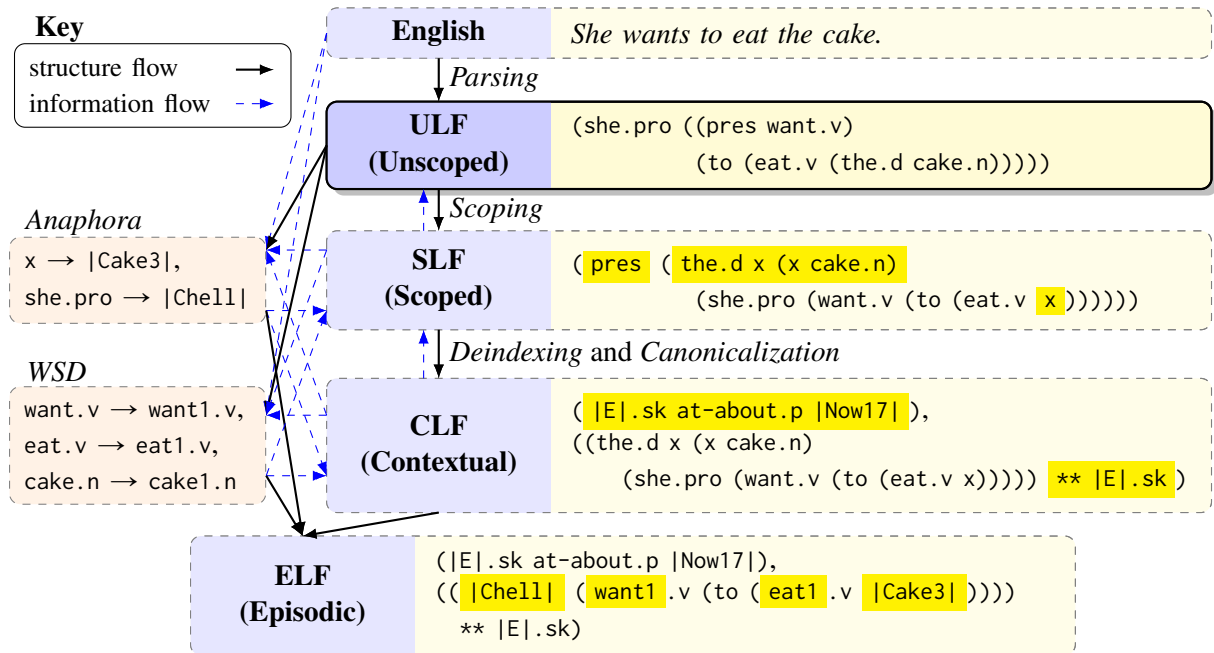 Key
structure flow
information flow
English
She wants to eat the cake.
Parsing
ULF
(Unscoped)
(she.pro ((pres want.v)
(to (eat.v (the.d cake.n)))))
Scoping
Anaphora
x → |Cake3|,
she.pro → |Chell|
SLF
(Scoped)
( pres ( the.d x (x cake.n)
(she.pro (want.v (to (eat.v x ))))))
Deindexing and Canonicalization
WSD
want.v → want1.v,
eat.v → eat1.v,
cake.n → cake1.n
CLF
(Contextual)
( |E|.sk at-about.p |Now17| ),
((the.d x (x cake.n)
(she.pro (want.v (to (eat.v x))))) ** |E|.sk )
ELF
(Episodic)
(|E|.sk at-about.p |Now17|),
(( |Chell| ( want1 .v (to ( eat1 .v |Cake3| ))))
** |E|.sk)